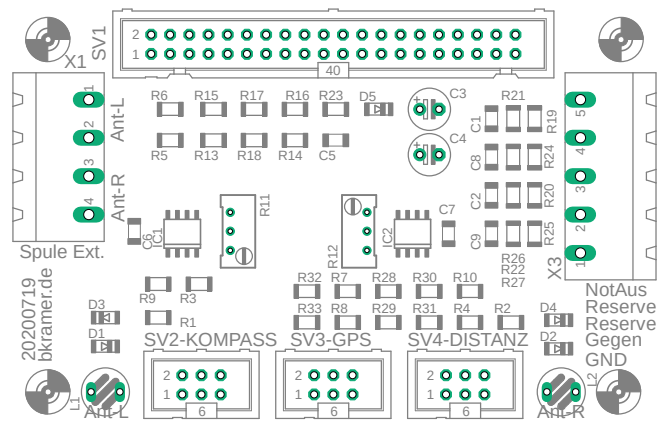 SV1
2
1
40
X1
1
2
3
4
Ant-L
Ant-R
Spule Ext.
R6
R15
R17
R16
R23
D5
R5
R13
R18
R14
C5
+
C3
+
C4
R21
C1
R19
C8
R24
C2
R20
C9
R25
R26
R22
R27
5
4
3
2
1
X3
NotAus
Reserve
Reserve
Gegen
GND
C6
IC1
R11
R12
IC2
C7
R9
R3
R1
R32
R7
R28
R30
R10
R33
R8
R29
R31
R4
R2
D3
D1
D4
D2
20200719
bkramer.de
SV2-KOMPASS
SV3-GPS
SV4-DISTANZ
2
1
6
2
1
6
2
1
6
L1
Ant-L
L2
Ant-R